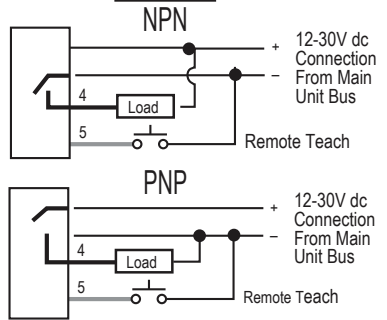 NPN
+
12-30V dc
Connection
–
From Main
Unit Bus
4
Load
5
Remote Teach
PNP
+
12-30V dc
Connection
–
From Main
Unit Bus
4
Load
5
Remote Teach